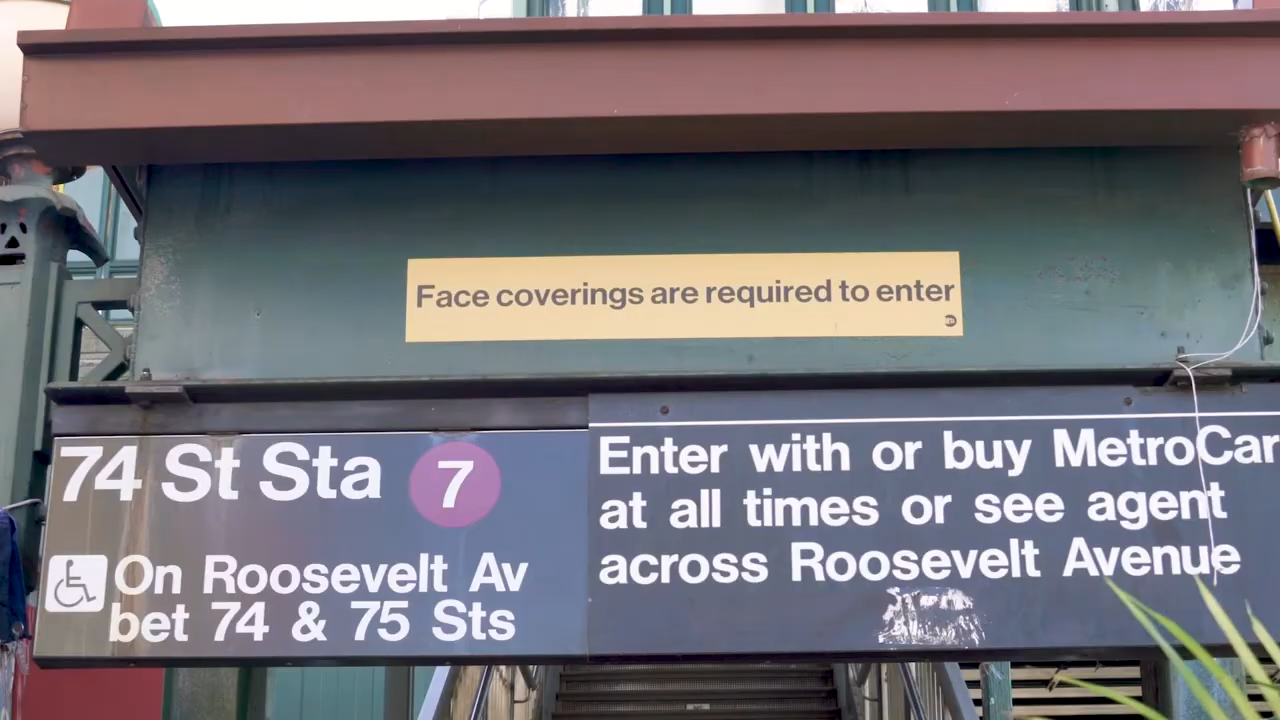 Face coverings are required to enter
74 St Sta 7
On Roosevelt Av
bet 74 & 75 Sts
Enter with or buy MetroCar
at all times or see agent
across Roosevelt Avenue